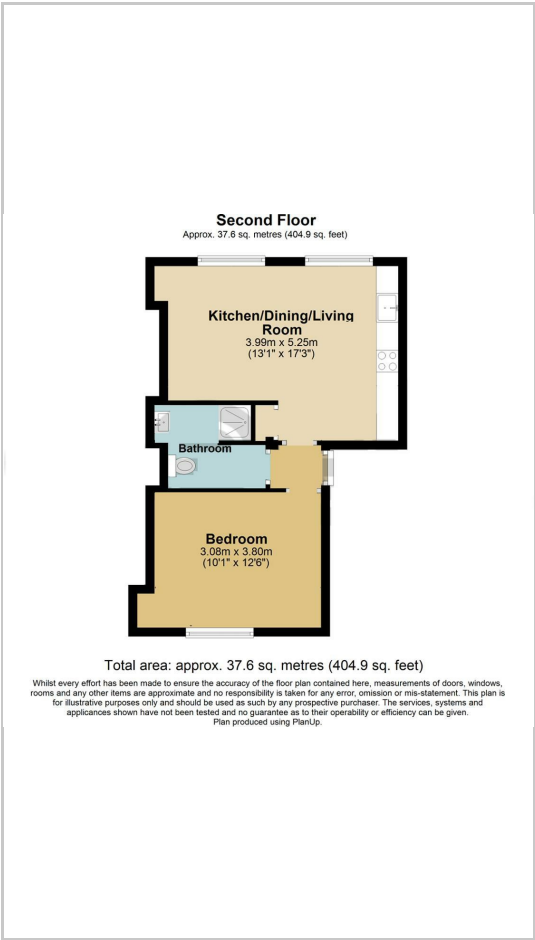 Second Floor
Approx. 37.6 sq. metres (404.9 sq. feet)
Kitchen/Dining/Living
Room
3.99m x 5.25m
(13'1" x 17'3")
Bathroom
Bedroom
3.08m x 3.80m
(10'1" x 12'6")
Total area: approx. 37.6 sq. metres (404.9 sq. feet)
Whilst every effort has been made to ensure the accuracy of the floor plan contained here, measurements of doors, windows,
rooms and any other items are approximate and no responsibility is taken for any error, omission or mis-statement. This plan is
for illustrative purposes only and should be used as such by any prospective purchaser. The services, systems and
applicances shown have not been tested and no guarantee as to their operability or efficiency can be given.
Plan produced using PlanUp.